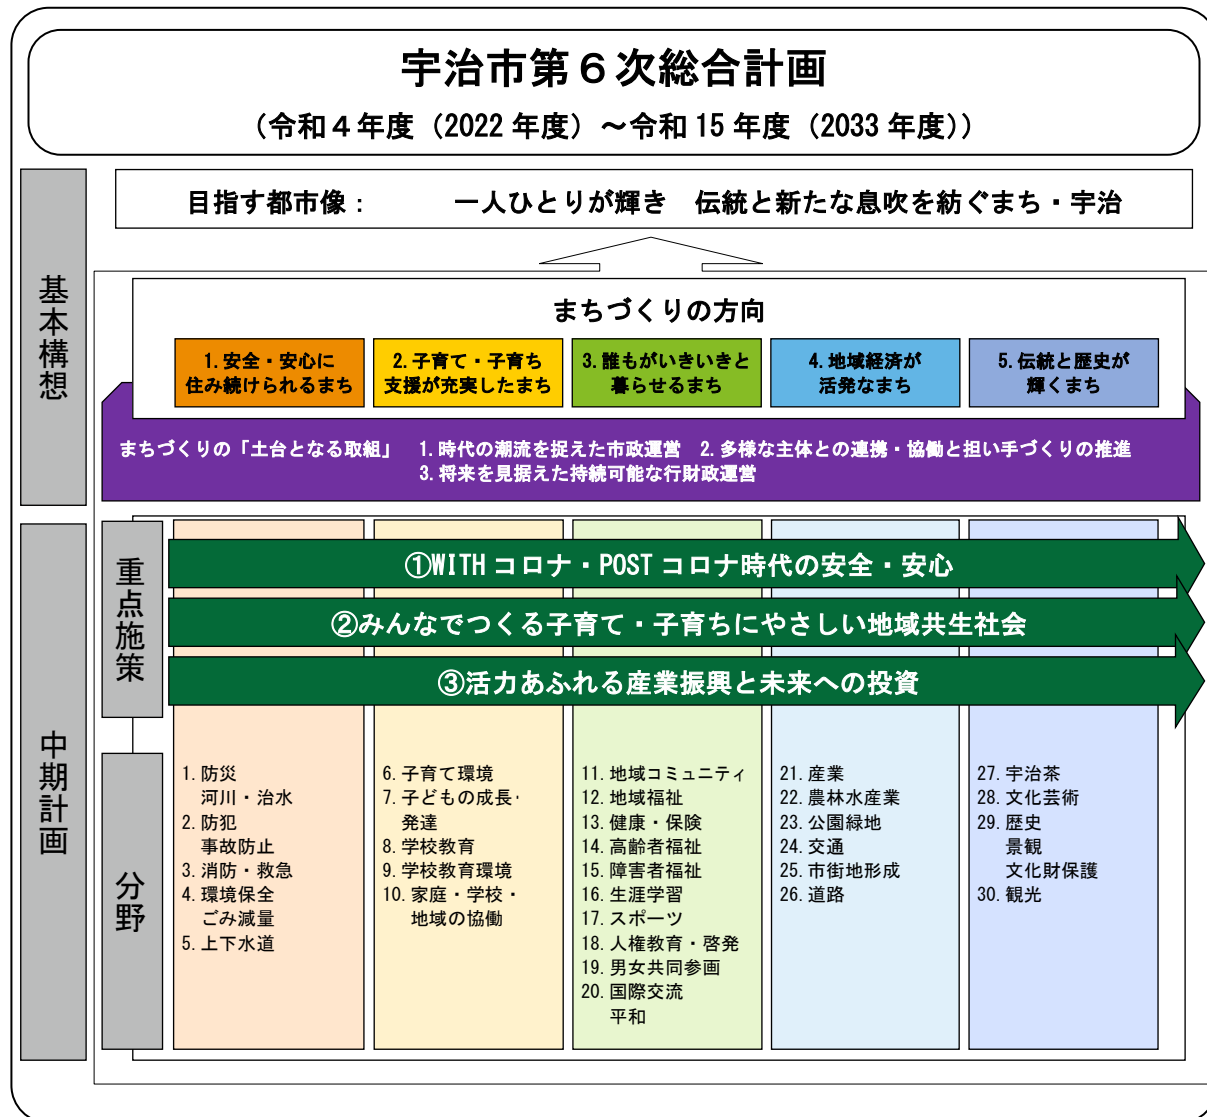 宇治市第６次総合計画
（令和４年度（2022 年度）～令和 15 年度（2033 年度））
基本構想
目指す都市像：　　一人ひとりが輝き　伝統と新たな息吹を紡ぐまち・宇治
まちづくりの方向
1. 安全・安心に
住み続けられるまち
2. 子育て・子育ち
支援が充実したまち
3. 誰もがいきいきと
暮らせるまち
4. 地域経済が
活発なまち
5. 伝統と歴史が
輝くまち
まちづくりの「土台となる取組」　1. 時代の潮流を捉えた市政運営　2. 多様な主体との連携・協働と担い手づくりの推進
3. 将来を見据えた持続可能な行財政運営
中期計画
重点施策
①WITH コロナ・POST コロナ時代の安全・安心
②みんなでつくる子育て・子育ちにやさしい地域共生社会
③活力あふれる産業振興と未来への投資
分野
1. 防災
河川・治水
2. 防犯
事故防止
3. 消防・救急
4. 環境保全
ごみ減量
5. 上下水道
6. 子育て環境
7. 子どもの成長・
発達
8. 学校教育
9. 学校教育環境
10. 家庭・学校・
地域の協働
11. 地域コミュニティ
12. 地域福祉
13. 健康・保険
14. 高齢者福祉
15. 障害者福祉
16. 生涯学習
17. スポーツ
18. 人権教育・啓発
19. 男女共同参画
20. 国際交流
平和
21. 産業
22. 農林水産業
23. 公園緑地
24. 交通
25. 市街地形成
26. 道路
27. 宇治茶
28. 文化芸術
29. 歴史
景観
文化財保護
30. 観光